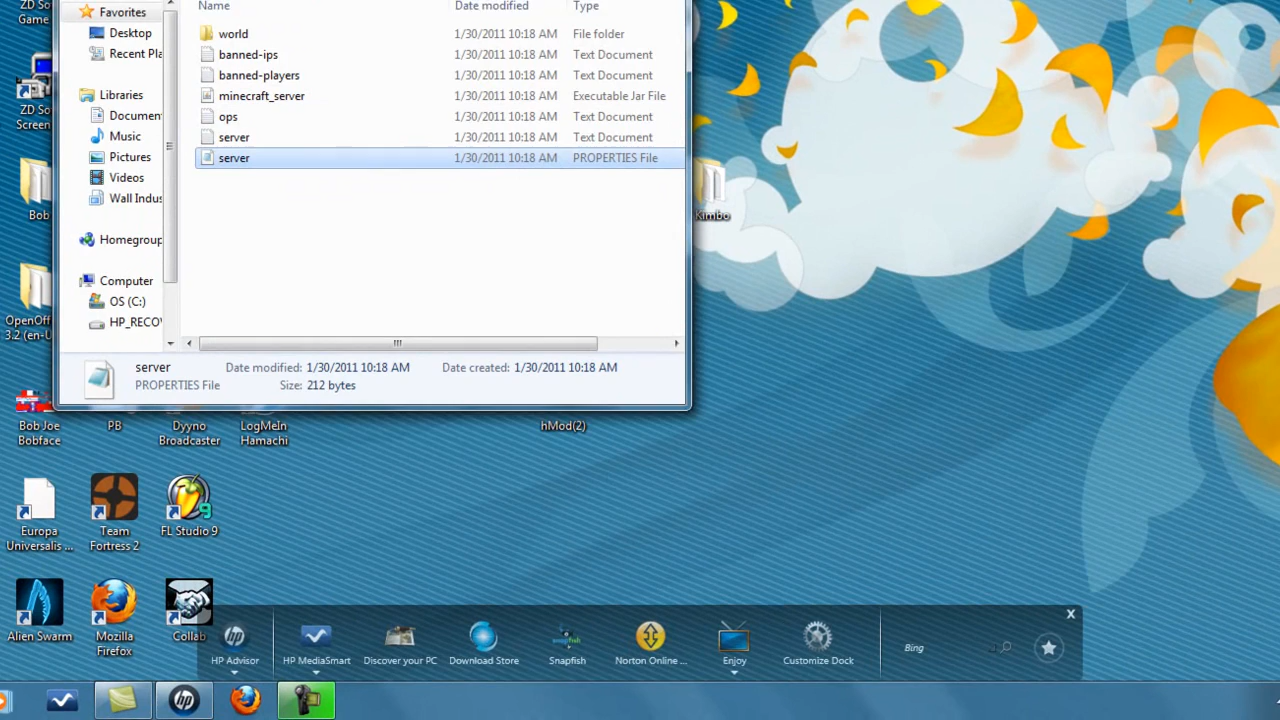 ZD So
Game
ZD So
Screen
Bob
OpenOff
3.2 (en-U
Favorites
Desktop
Recent Pla
Libraries
Documen
Music
Pictures
Videos
Wall Indus
Homegroup
Computer
OS (C:)
HP_RECOV
Name Date modified Type
world 1/30/2011 10:18 AM File folder
banned-ips 1/30/2011 10:18 AM Text Document
banned-players 1/30/2011 10:18 AM Text Document
minecraft_server 1/30/2011 10:18 AM Executable Jar File
ops 1/30/2011 10:18 AM Text Document
server 1/30/2011 10:18 AM Text Document
server 1/30/2011 10:18 AM PROPERTIES File
server Date modified: 1/30/2011 10:18 AM Date created: 1/30/2011 10:18 AM
PROPERTIES File Size: 212 bytes
Kimbo
Bob Joe
Bobface
PB
Dyyno
Broadcaster
LogMeIn
Hamachi
hMod(2)
Europa
Universalis ...
Team
Fortress 2
FL Studio 9
Alien Swarm
Mozilla
Firefox
Collab
HP Advisor
HP MediaSmart
Discover your PC
Download Store
snapfish
Snapfish
Norton Online ...
Enjoy
Customize Dock
Bing